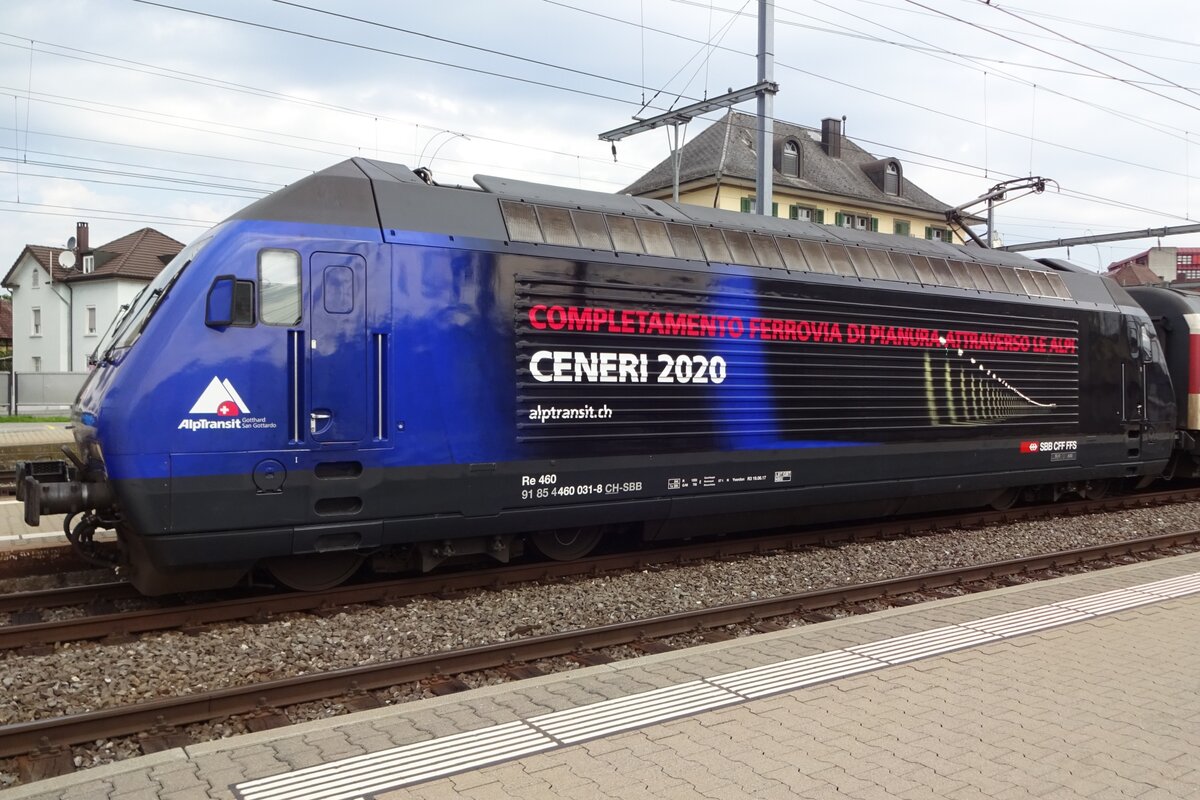 COMPLETAMENTO FERROVIA DI PIANURA ATTRAVERSO LE ALPI
CENERI 2020
alptransit.ch
AlpTransit Gotthard
San Gottardo
SBB CFF FFS
Re 460
91 85 4460 031-8 CH-SBB